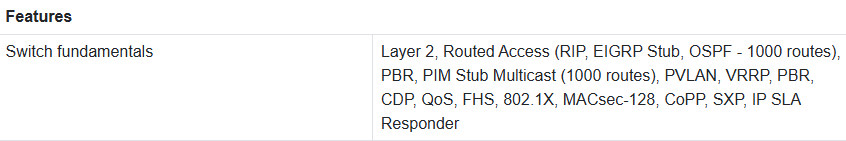 Features
Switch fundamentals
Layer 2, Routed Access (RIP, EIGRP Stub, OSPF - 1000 routes),
PBR, PIM Stub Multicast (1000 routes), PVLAN, VRRP, PBR,
CDP, QoS, FHS, 802.1X, MACsec-128, CoPP, SXP, IP SLA
Responder